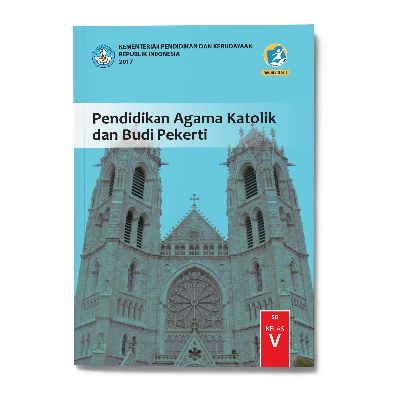 KEMENTERIAN PENDIDIKAN DAN KEBUDAYAAN
REPUBLIK INDONESIA
2017
Pendidikan Agama Katolik
dan Budi Pekerti
SD
KELAS
V